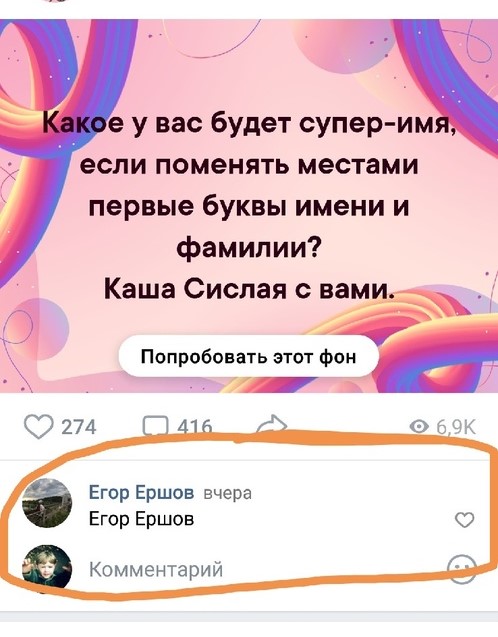 Какое у вас будет супер-имя,
если поменять местами
первые буквы имени и
фамилии?
Каша Сислая с вами.
Попробовать этот фон
274 416 6,9K
Егор Ершов вчера
Егор Ершов
Комментарий